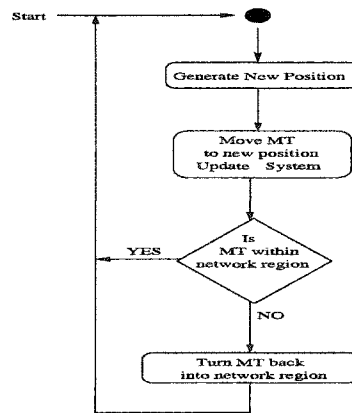 Start
Generate New Position
Move MT
to new position
Update System
Is
MT within
network region
YES
NO
Turn MT back
into network region